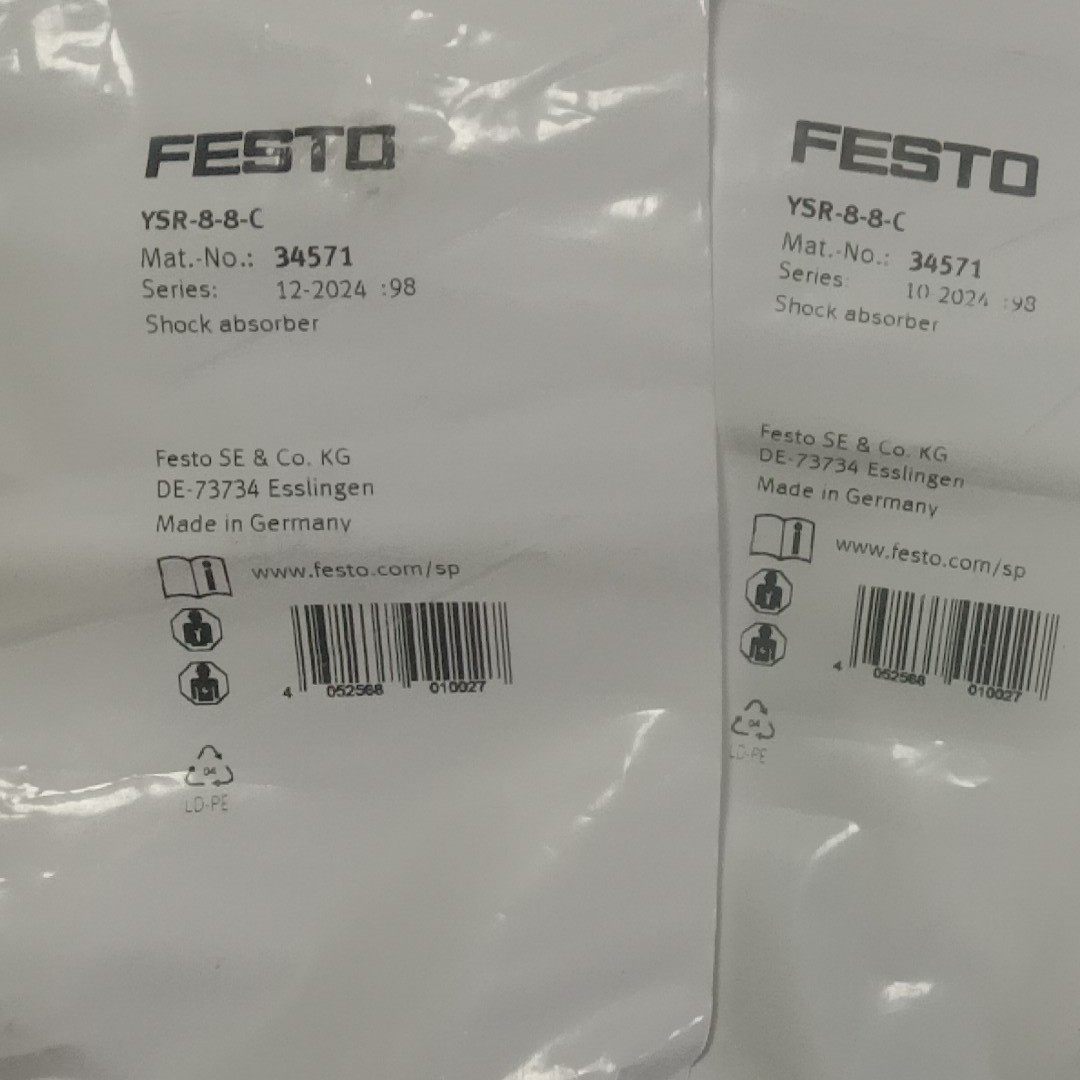 FESTO
YSR-8-8-C
Mat.-No.: 34571
Series: 12-2024 :98
Shock absorber
Festo SE & Co. KG
DE-73734 Esslingen
Made in Germany
www.festo.com/sp
4 052568 010027
04
LD-PE
FESTO
YSR-8-8-C
Mat.-No.: 34571
Series: 10-2024 :98
Shock absorber
Festo SE & Co. KG
DE-73734 Esslingen
Made in Germany
www.festo.com/sp
4 052568 010027
04
LD-PE